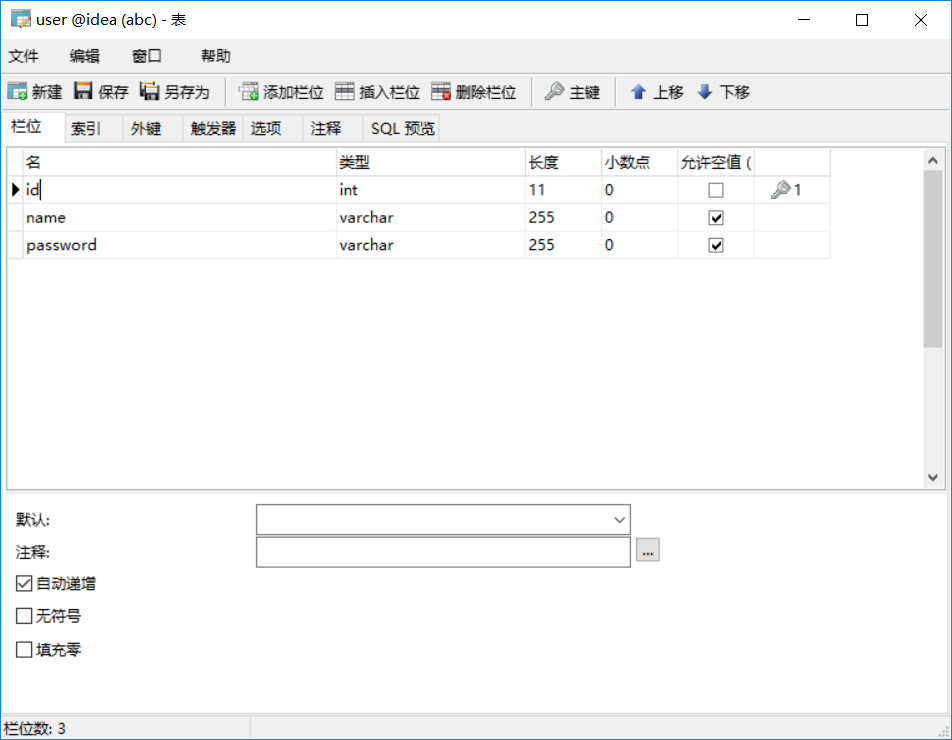 user @idea (abc) - 表
文件 编辑 窗口 帮助
新建 保存 另存为 添加栏位 插入栏位 删除栏位 主键 上移 下移
栏位 索引 外键 触发器 选项 注释 SQL 预览
名 类型 长度 小数点 允许空值 (
id int 11 0 1
name varchar 255 0
password varchar 255 0
默认:
注释:
...
自动递增
无符号
填充零
栏位数: 3